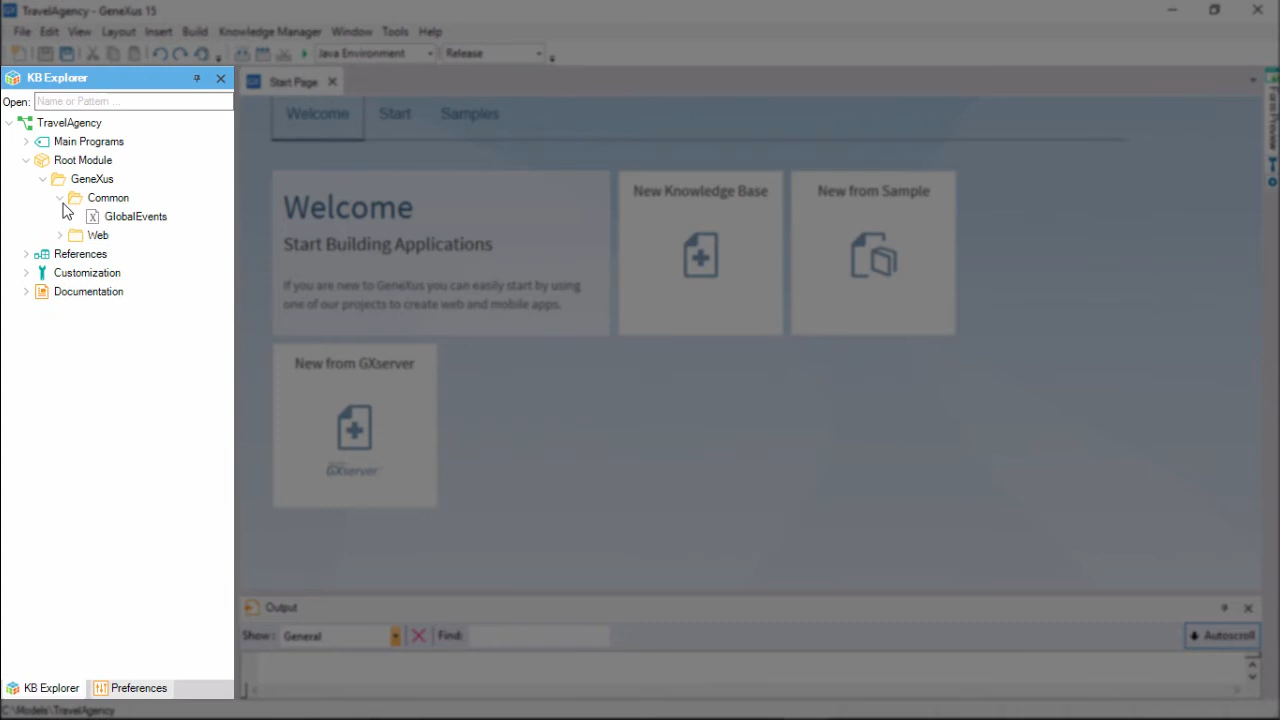 TravelAgency - GeneXus 15
File Edit View Layout Insert Build Knowledge Manager Window Tools Help
Java Environment Release
KB Explorer
Open: Name or Pattern ...
TravelAgency
Main Programs
Root Module
GeneXus
Common
GlobalEvents
Web
References
Customization
Documentation
KB Explorer Preferences
Start Page
Welcome Start Samples
Welcome
Start Building Applications
If you are new to GeneXus you can easily start by using
one of our projects to create web and mobile apps.
New Knowledge Base
New from Sample
New from GXserver
GXserver
Output
Show: General Find: Autoscroll
C:\Models\TravelAgency